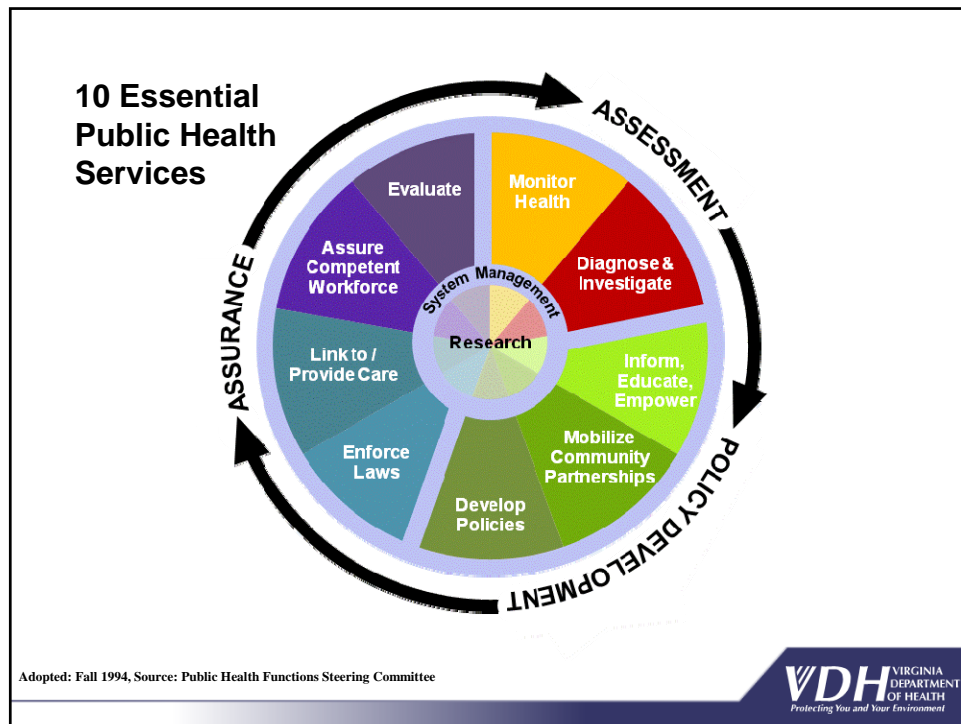 10 Essential
Public Health
Services
ASSESSMENT
POLICY DEVELOPMENT
ASSURANCE
Monitor
Health
Diagnose &
Investigate
Inform,
Educate,
Empower
Mobilize
Community
Partnerships
Develop
Policies
Enforce
Laws
Link to /
Provide Care
Assure
Competent
Workforce
Evaluate
System Management
Research
Adopted: Fall 1994, Source: Public Health Functions Steering Committee
VDH
VIRGINIA
DEPARTMENT
OF HEALTH
Protecting You and Your Environment